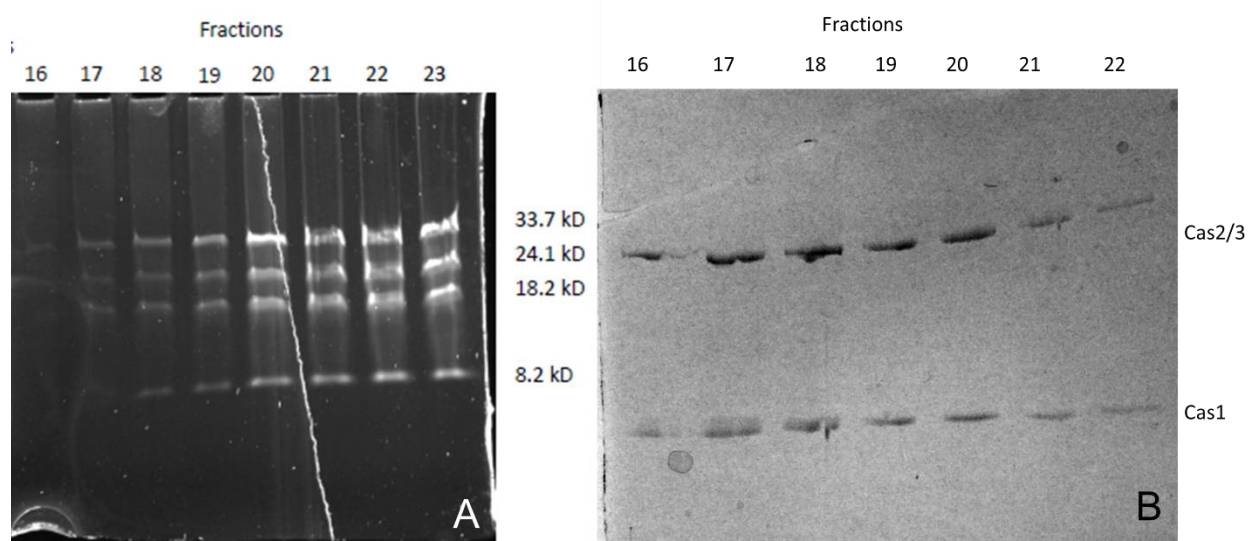 Fractions
16 17 18 19 20 21 22 23
33.7 kD
24.1 kD
18.2 kD
8.2 kD
A
Fractions
16 17 18 19 20 21 22
Cas2/3
Cas1
B